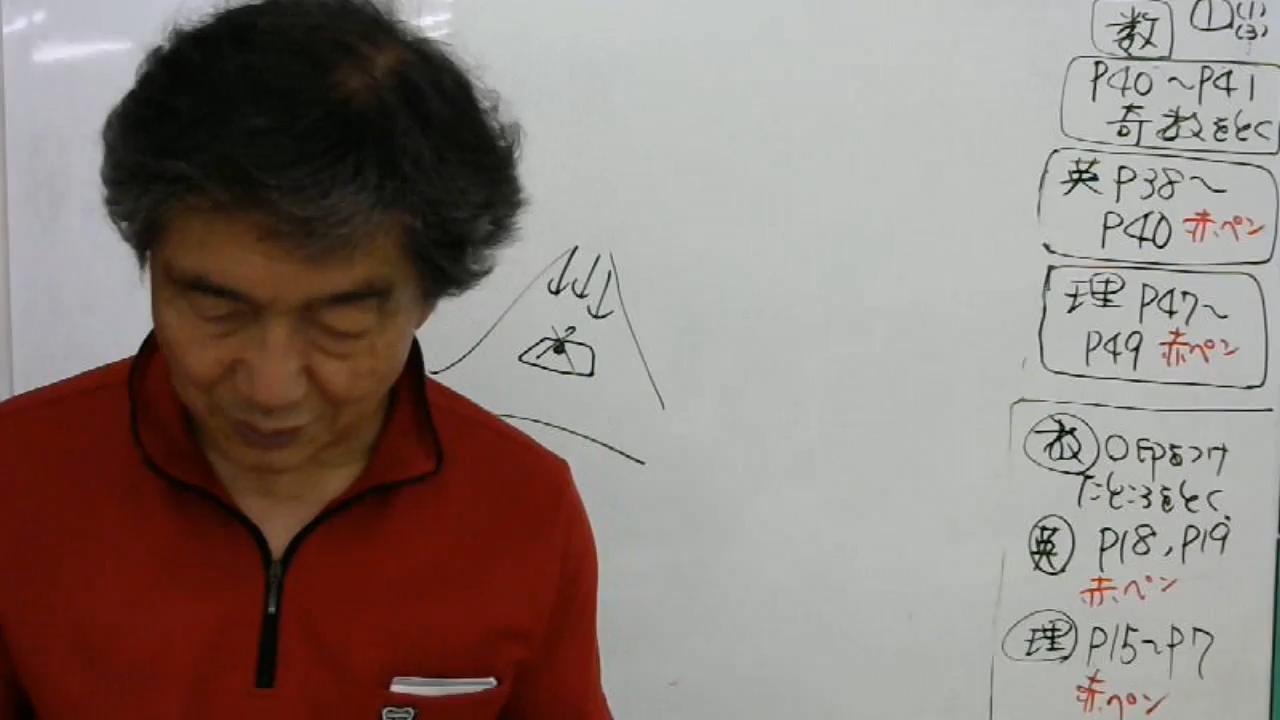 数 ① (1)
(3)
P40～P41
奇数をとく
英 P38～
P40 赤ペン
理 P47～
P49 赤ペン
数 〇印をつけ
たところをとく
英 P18, P19
赤ペン
理 P15～P7
赤ペン